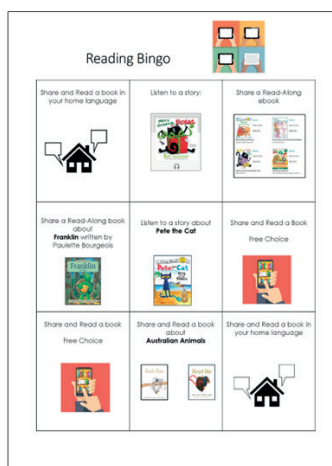 Reading Bingo
Share and Read a book in
your home language
Listen to a story:
Share a Read-Along
ebook
Share a Read-Along book
about
Franklin written by
Paulette Bourgeois
Franklin
Listen to a story about
Pete the Cat
Pete the Cat
Share and Read a Book
Free Choice
Share and Read a book
Free Choice
Share and Read a book
about
Australian Animals
Share and Read a book in
your home language